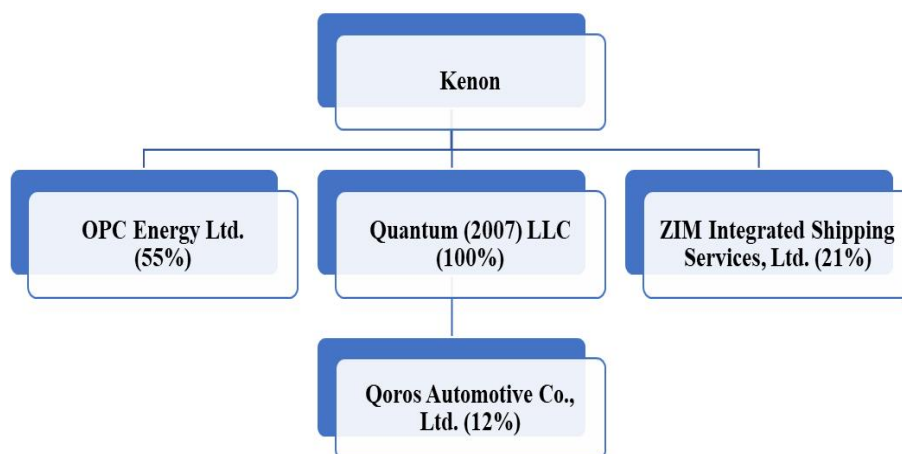 Kenon
OPC Energy Ltd.
(55%)
Quantum (2007) LLC
(100%)
ZIM Integrated Shipping
Services, Ltd. (21%)
Qoros Automotive Co.,
Ltd. (12%)